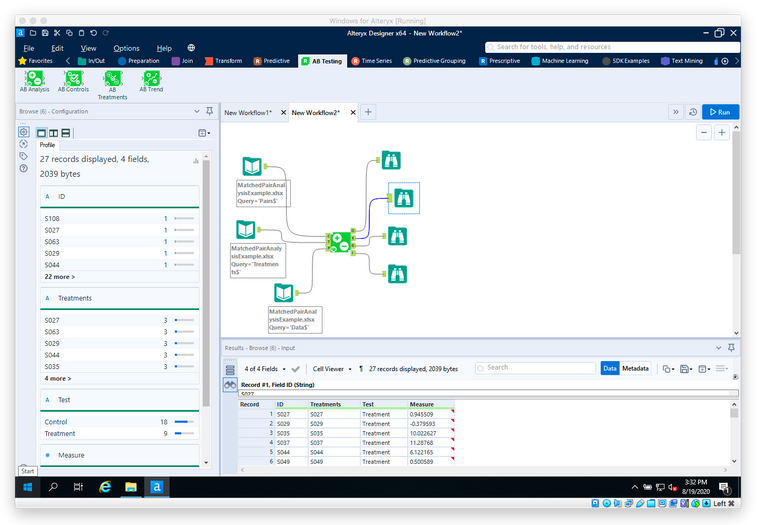 Windows for Alteryx [Running]
Alteryx Designer x64 - New Workflow2*
File Edit View Options Help
Search for tools, help, and resources
Favorites In/Out Preparation Join Transform Predictive AB Testing Time Series Predictive Grouping Prescriptive Machine Learning SDK Examples Text Mining
AB Analysis AB Controls AB Treatments AB Trend
Browse (6) - Configuration
New Workflow1* New Workflow2*
Run
Profile
27 records displayed, 4 fields,
2039 bytes
A ID
S108 1
S027 1
S063 1
S029 1
S044 1
22 more >
A Treatments
S027 3
S063 3
S029 3
S044 3
S035 3
4 more >
A Test
Control 18
Treatment 9
Measure
Start
MatchedPairAnal
ysisExample.xlsx
Query=`Pairs$`
MatchedPairAnaly
sisExample.xlsx
Query=`Treatmen
ts$`
MatchedPairAnal
ysisExample.xlsx
Query=`Data$`
Results - Browse (6) - Input
4 of 4 Fields Cell Viewer 27 records displayed, 2039 bytes Search Data Metadata
Record #1, Field ID (String)
S027
Record ID Treatments Test Measure
1 S027 S027 Treatment 0.945509
2 S029 S029 Treatment -0.379593
3 S035 S035 Treatment 10.022627
4 S037 S037 Treatment 11.28768
5 S044 S044 Treatment 6.122165
6 S049 S049 Treatment 0.500589
3:32 PM
8/19/2020
Left ⌘